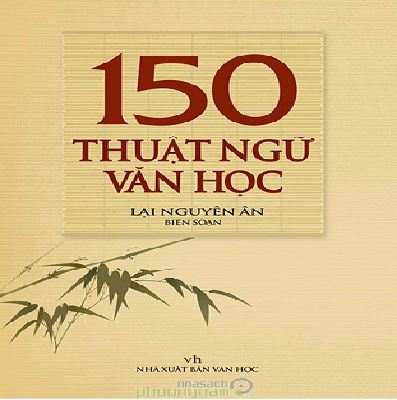 150
THUẬT NGỮ
VĂN HỌC
LẠI NGUYÊN ÂN
BIÊN SOẠN
vh
NHÀ XUẤT BẢN VĂN HỌC
nhasach
phuongnam